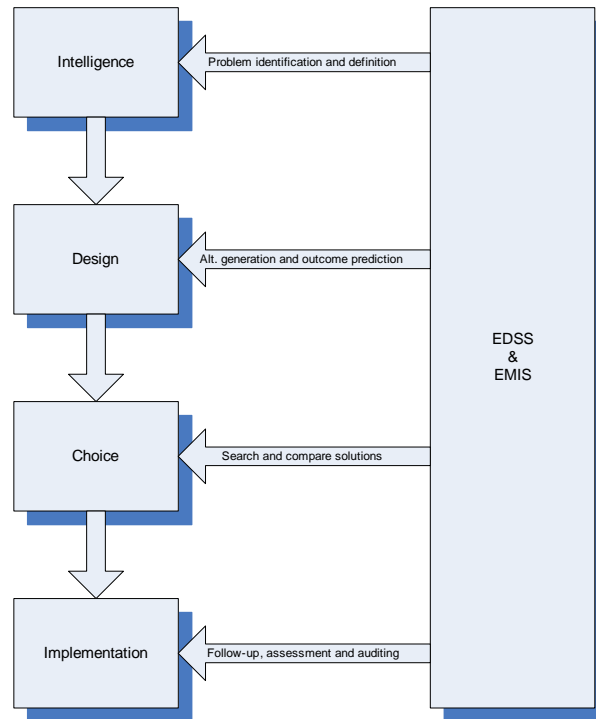 Intelligence
Problem identification and definition
Design
Alt. generation and outcome prediction
EDSS
&
EMIS
Choice
Search and compare solutions
Implementation
Follow-up, assessment and auditing